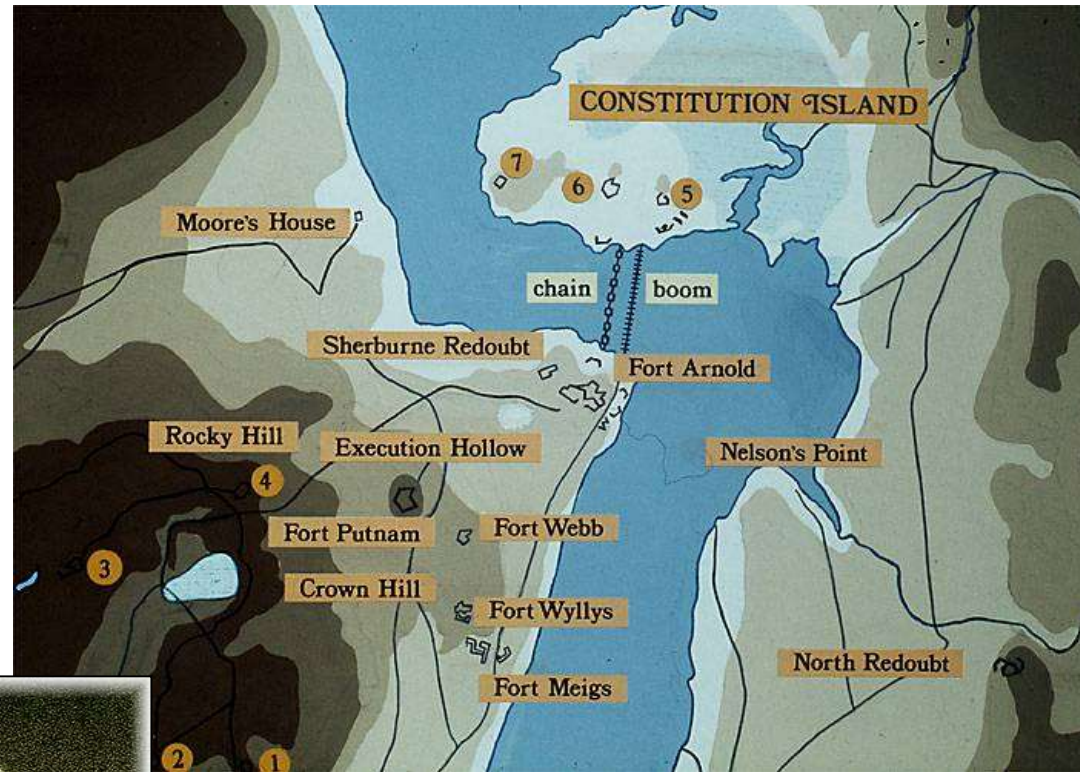 CONSTITUTION ISLAND
7
6
5
Moore's House
chain
boom
Sherburne Redoubt
Fort Arnold
Rocky Hill
Execution Hollow
Nelson's Point
4
Fort Putnam
Fort Webb
3
Crown Hill
Fort Wyllys
North Redoubt
Fort Meigs
2
1